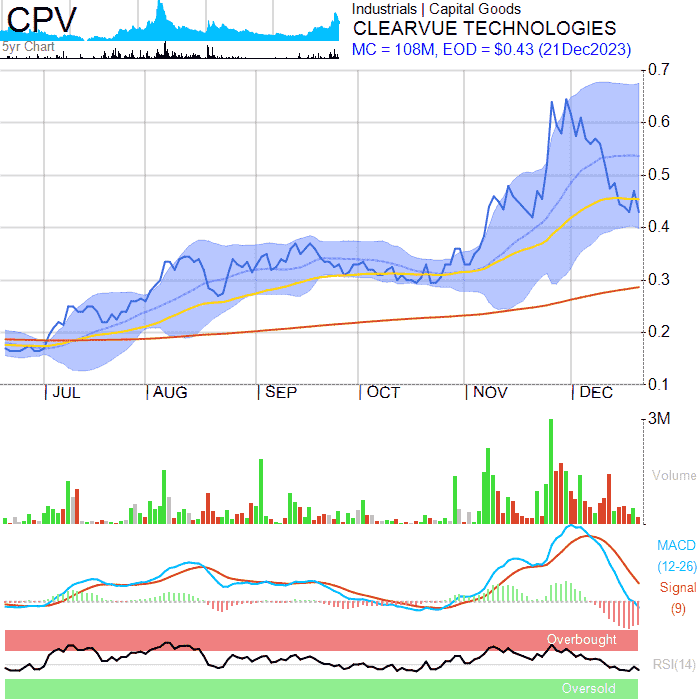 CPV
5yr Chart
Industrials | Capital Goods
CLEARVUE TECHNOLOGIES
MC = 108M, EOD = $0.43 (21Dec2023)
0.7
0.6
0.5
0.4
0.3
0.2
0.1
JUL AUG SEP OCT NOV DEC
3M
Volume
MACD
(12-26)
Signal
(9)
Overbought
RSI(14)
Oversold